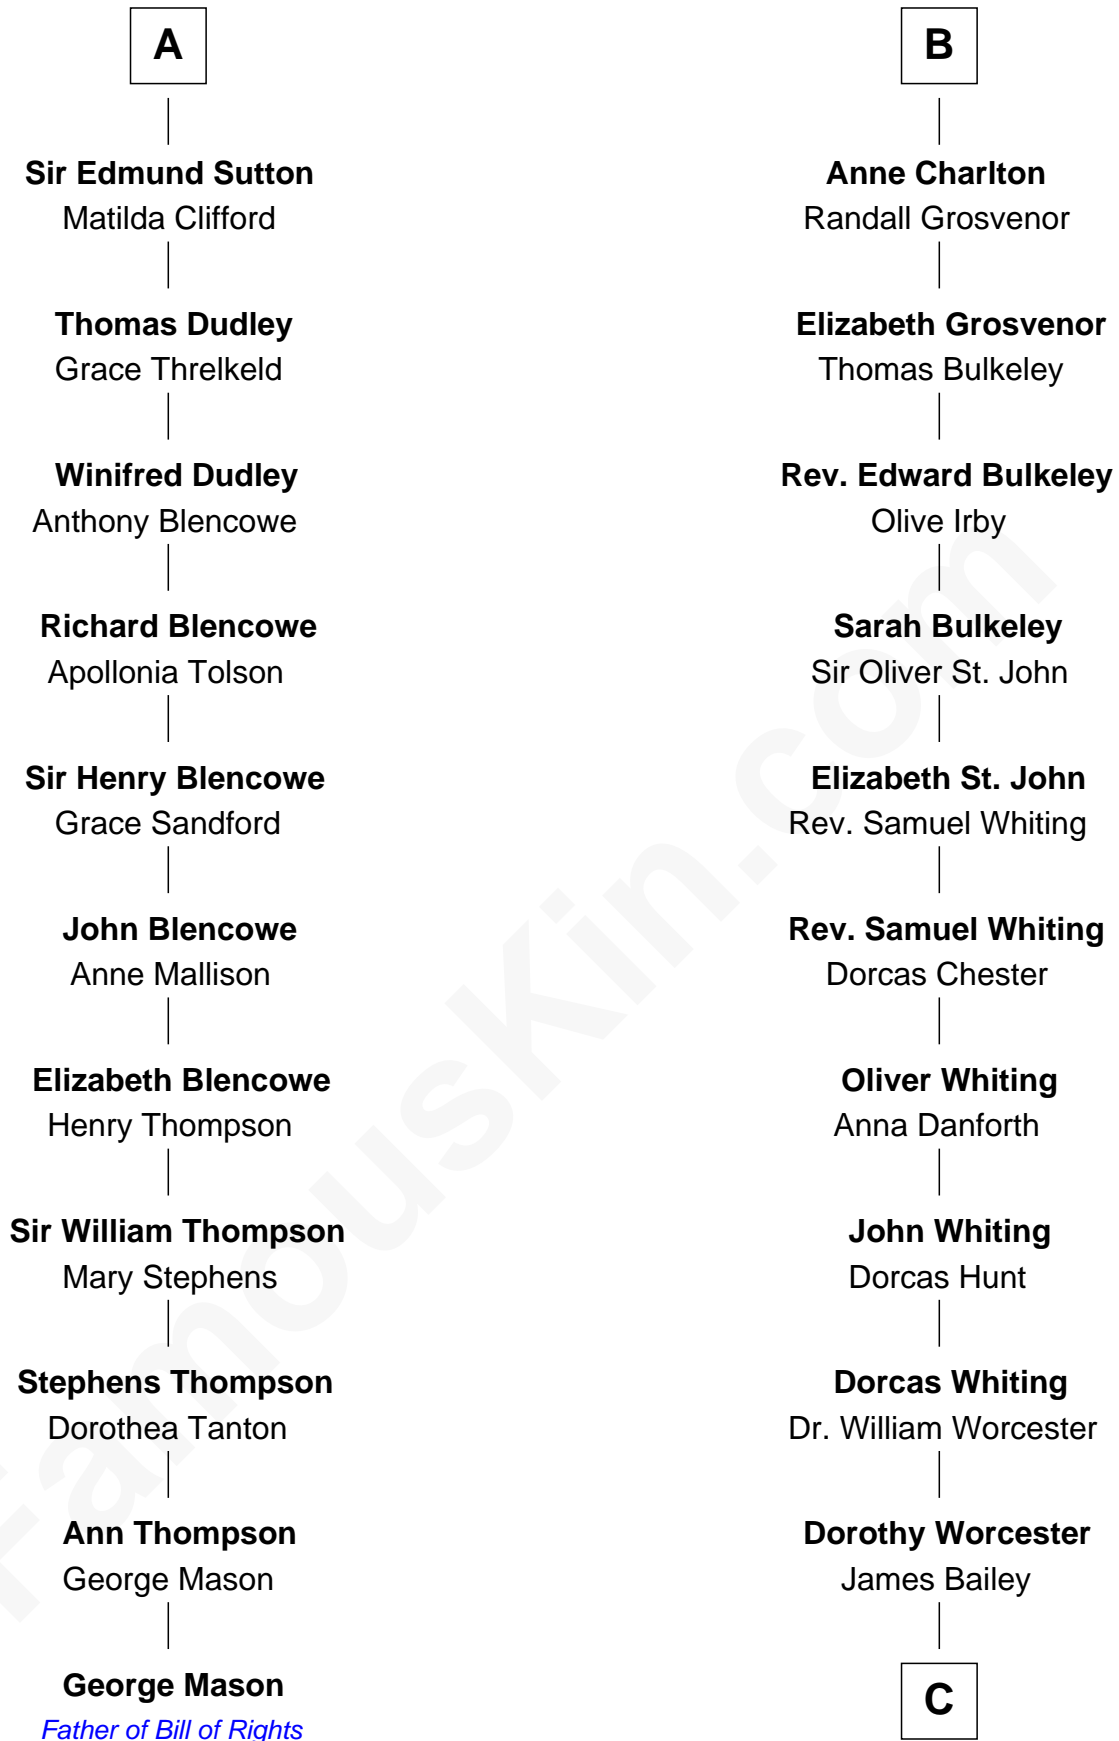 A
Sir Edmund Sutton
Matilda Clifford
Thomas Dudley
Grace Threlkeld
Winifred Dudley
Anthony Blencowe
Richard Blencowe
Apollonia Tolson
Sir Henry Blencowe
Grace Sandford
John Blencowe
Anne Mallison
Elizabeth Blencowe
Henry Thompson
Sir William Thompson
Mary Stephens
Stephens Thompson
Dorothea Tanton
Ann Thompson
George Mason
George Mason
Father of Bill of Rights
B
Anne Charlton
Randall Grosvenor
Elizabeth Grosvenor
Thomas Bulkeley
Rev. Edward Bulkeley
Olive Irby
Sarah Bulkeley
Sir Oliver St. John
Elizabeth St. John
Rev. Samuel Whiting
Rev. Samuel Whiting
Dorcas Chester
Oliver Whiting
Anna Danforth
John Whiting
Dorcas Hunt
Dorcas Whiting
Dr. William Worcester
Dorothy Worcester
James Bailey
C
FamousKin.com